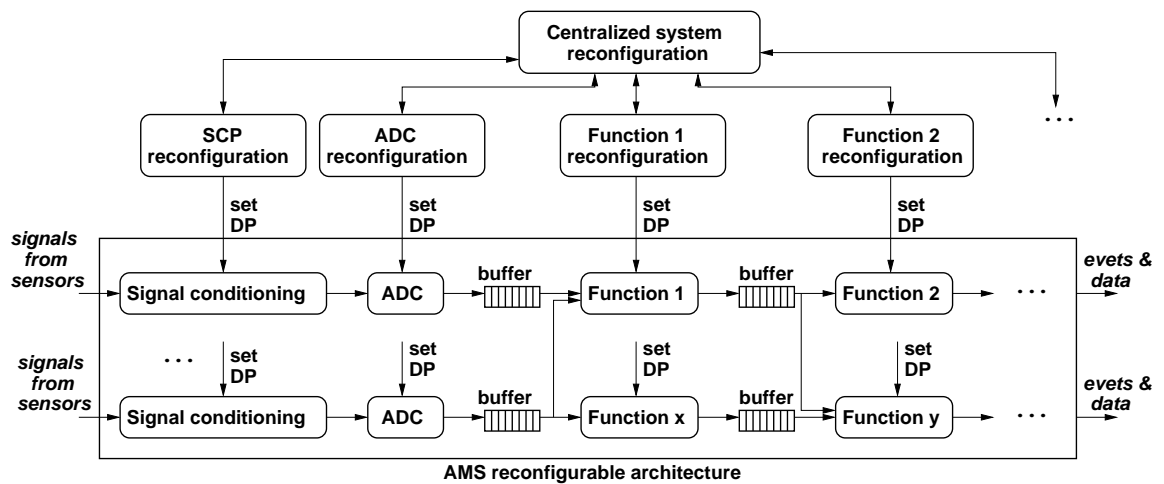 Centralized system
reconfiguration
SCP
reconfiguration
ADC
reconfiguration
Function 1
reconfiguration
Function 2
reconfiguration
. . .
set
DP
set
DP
set
DP
set
DP
signals
from
sensors
Signal conditioning
ADC
buffer
Function 1
buffer
Function 2
. . .
evets &
data
. . .
set
DP
set
DP
set
DP
set
DP
signals
from
sensors
Signal conditioning
ADC
buffer
Function x
buffer
Function y
. . .
evets &
data
AMS reconfigurable architecture